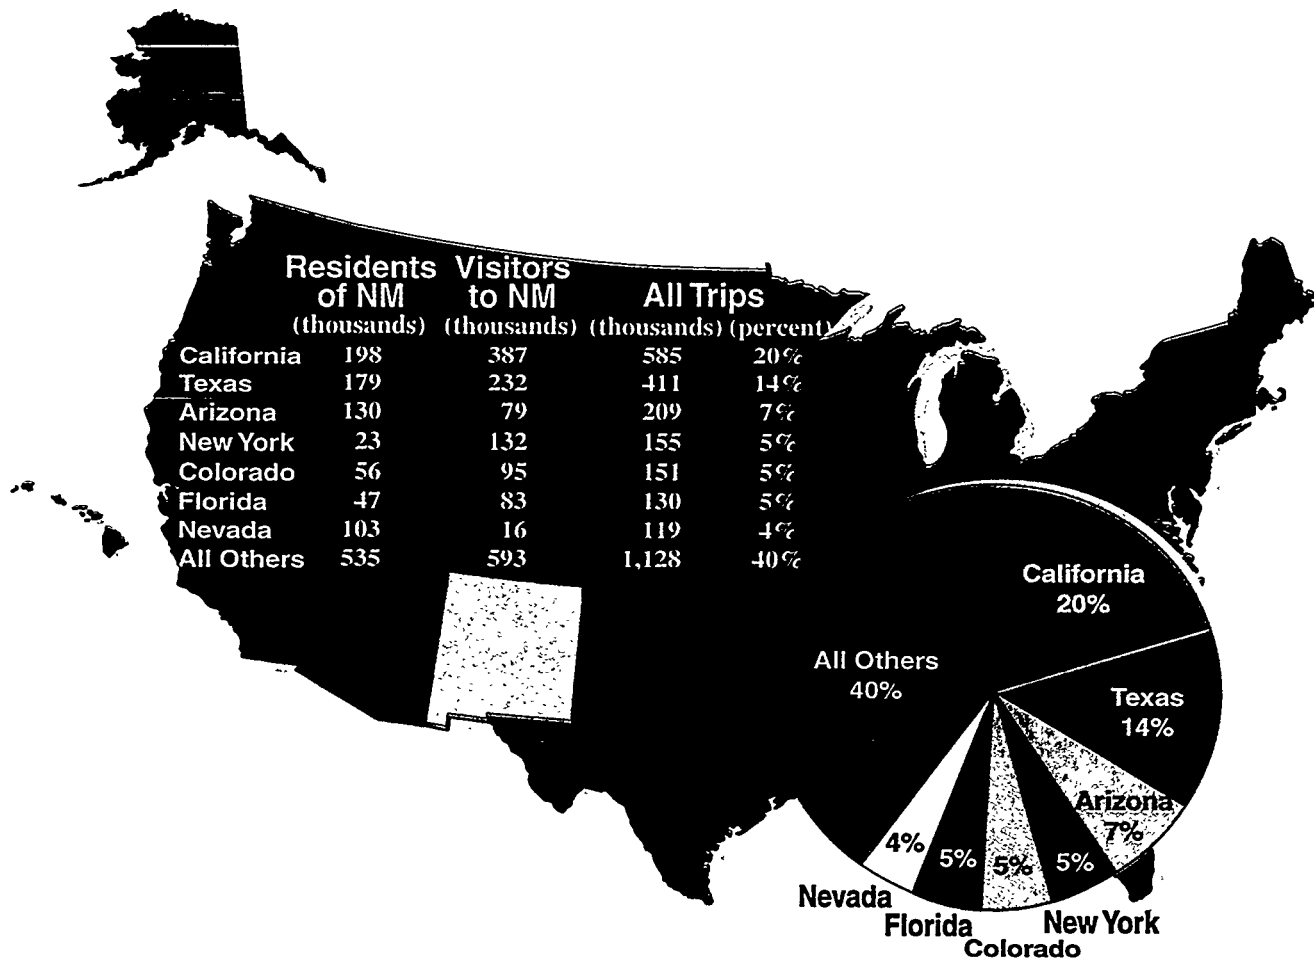 Residents Visitors
of NM to NM All Trips
(thousands) (thousands) (thousands) (percent)
California 198 387 585 20%
Texas 179 232 411 14%
Arizona 130 79 209 7%
New York 23 132 155 5%
Colorado 56 95 151 5%
Florida 47 83 130 5%
Nevada 103 16 119 4%
All Others 535 593 1,128 40%
California
20%
All Others
40%
Texas
14%
Arizona
7%
4% 5% 5% 5%
Nevada
Florida
New York
Colorado